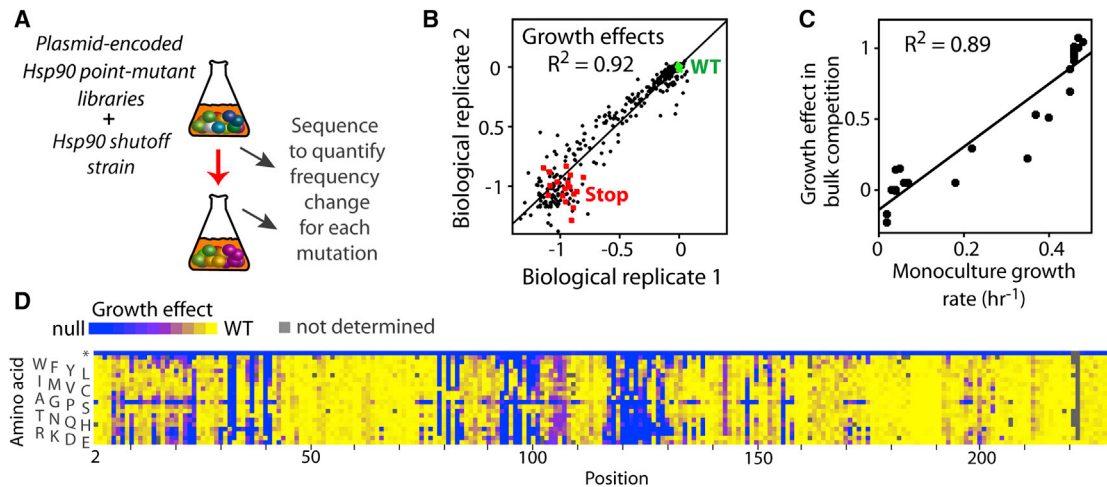 A
Plasmid-encoded
Hsp90 point-mutant
libraries
+
Hsp90 shutoff
strain
Sequence
to quantify
frequency
change
for each
mutation
B
Growth effects
R² = 0.92
WT
Stop
Biological replicate 2
0
0.5
-1
-1
-0.5
0
Biological replicate 1
C
R² = 0.89
Growth effect in
bulk competition
1
0.5
0
0
0.2
0.4
Monoculture growth
rate (hr⁻¹)
D
Growth effect
null
WT
not determined
Amino acid
*
W F Y L
I M V C
A G P S
T N Q H
R K D E
2
50
100
150
200
Position